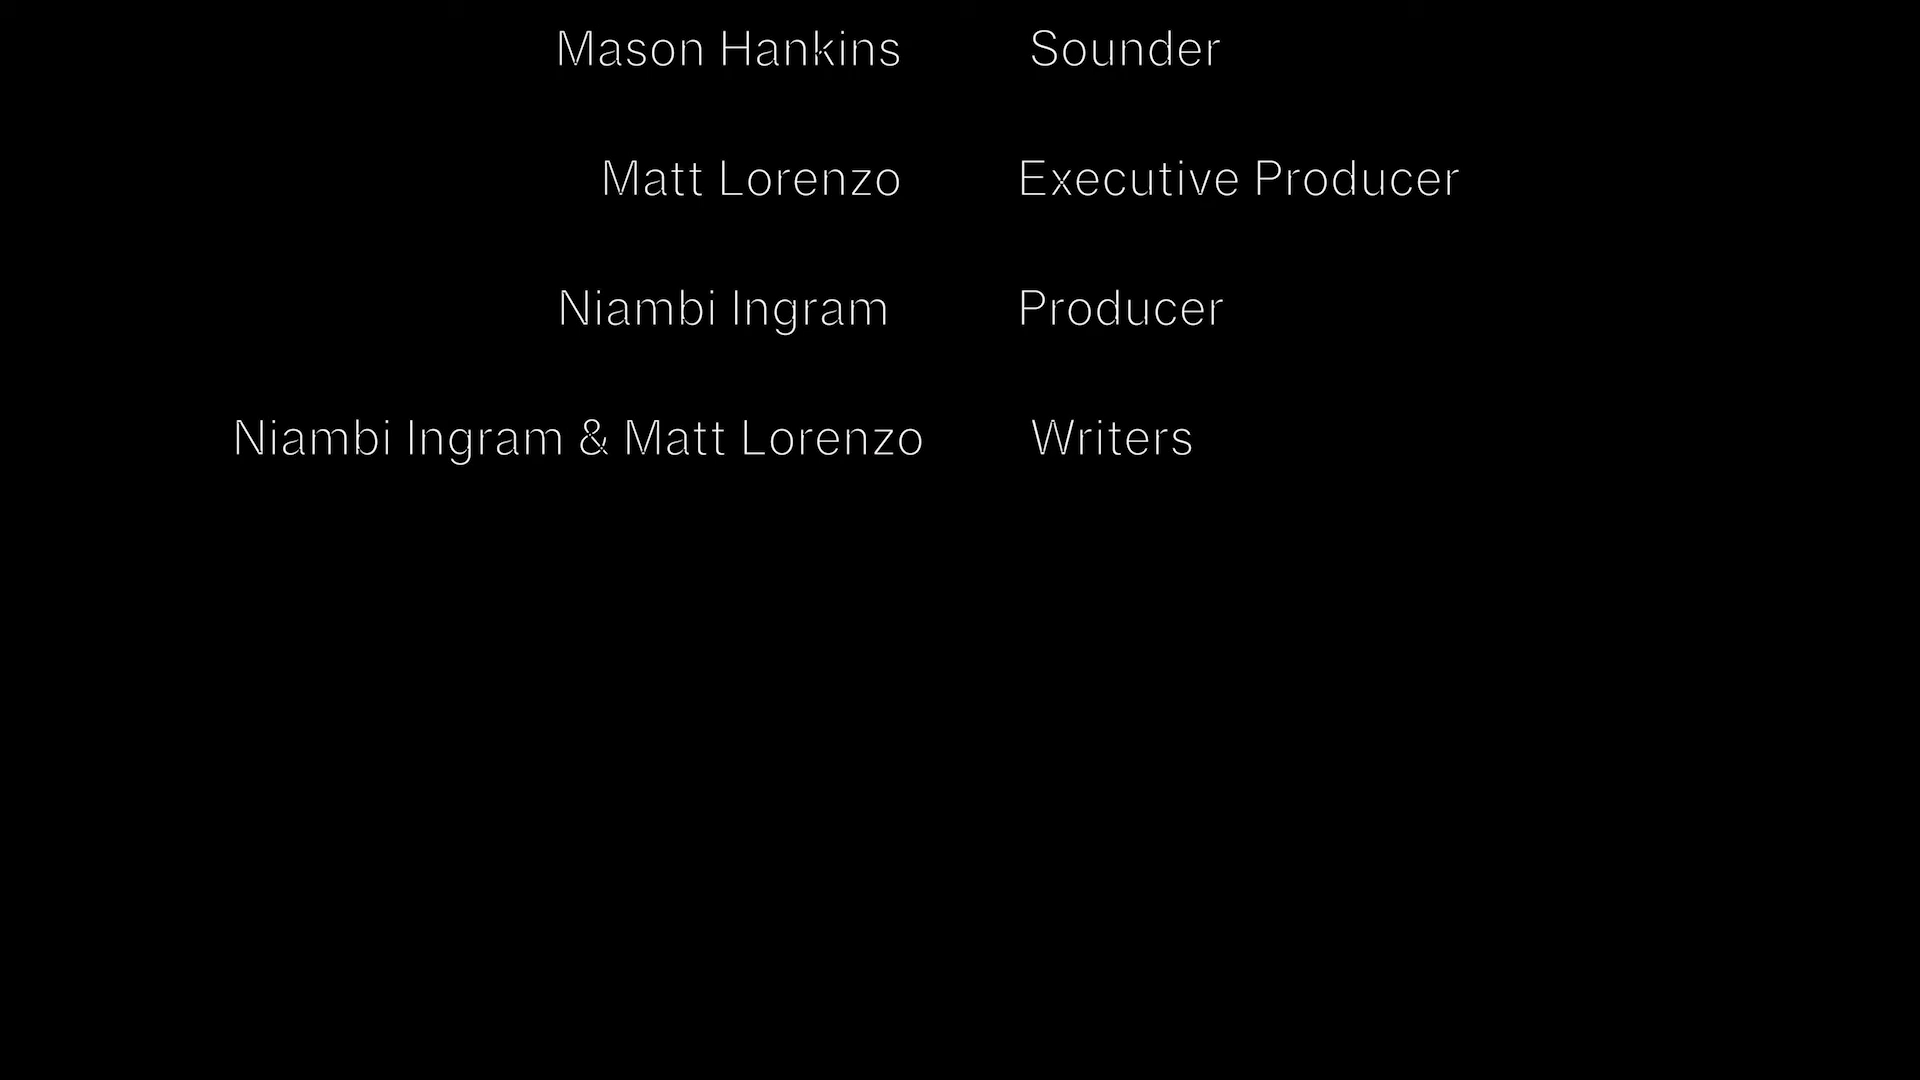 Mason Hankins Sounder
Matt Lorenzo Executive Producer
Niambi Ingram Producer
Niambi Ingram & Matt Lorenzo Writers